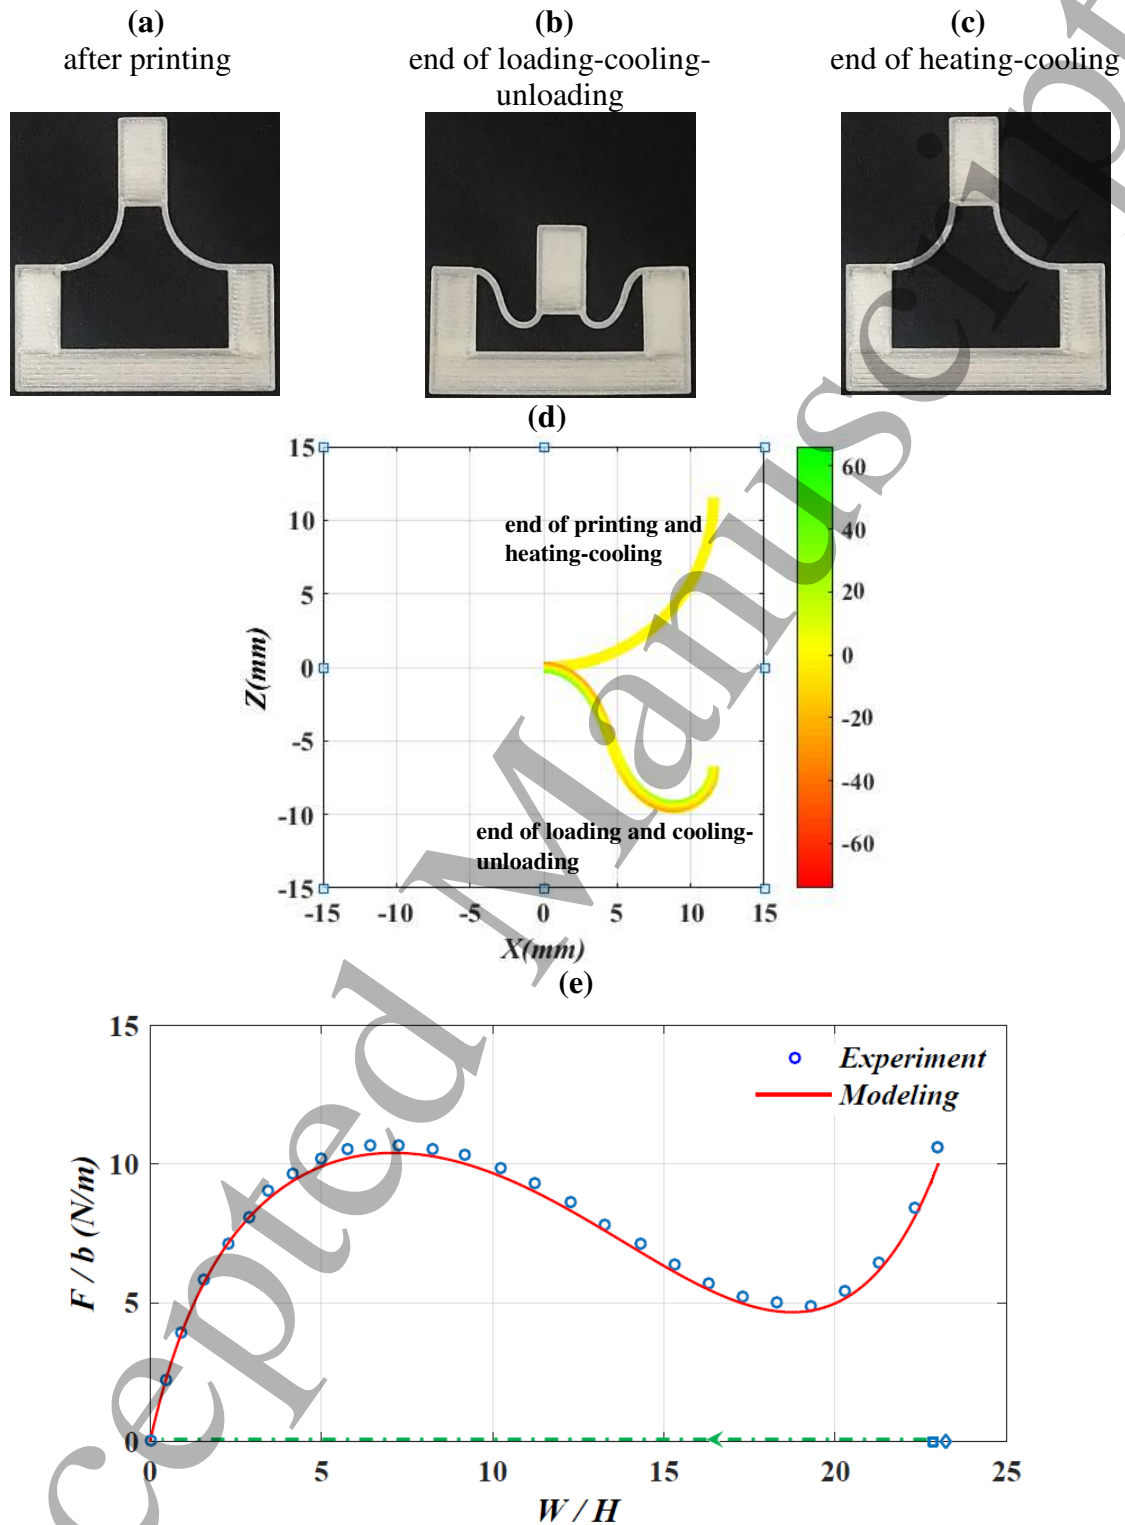 (a)
after printing
(b)
end of loading-cooling-
unloading
(c)
end of heating-cooling
(d)
15
10
5
0
-5
-10
-15
Z(mm)
end of printing and
heating-cooling
end of loading and cooling-
unloading
-15
-10
-5
0
5
10
15
X(mm)
60
40
20
0
-20
-40
-60
(e)
15
10
5
0
F / b (N/m)
Experiment
Modeling
0
5
10
15
20
25
W / H
cepted Manuscript